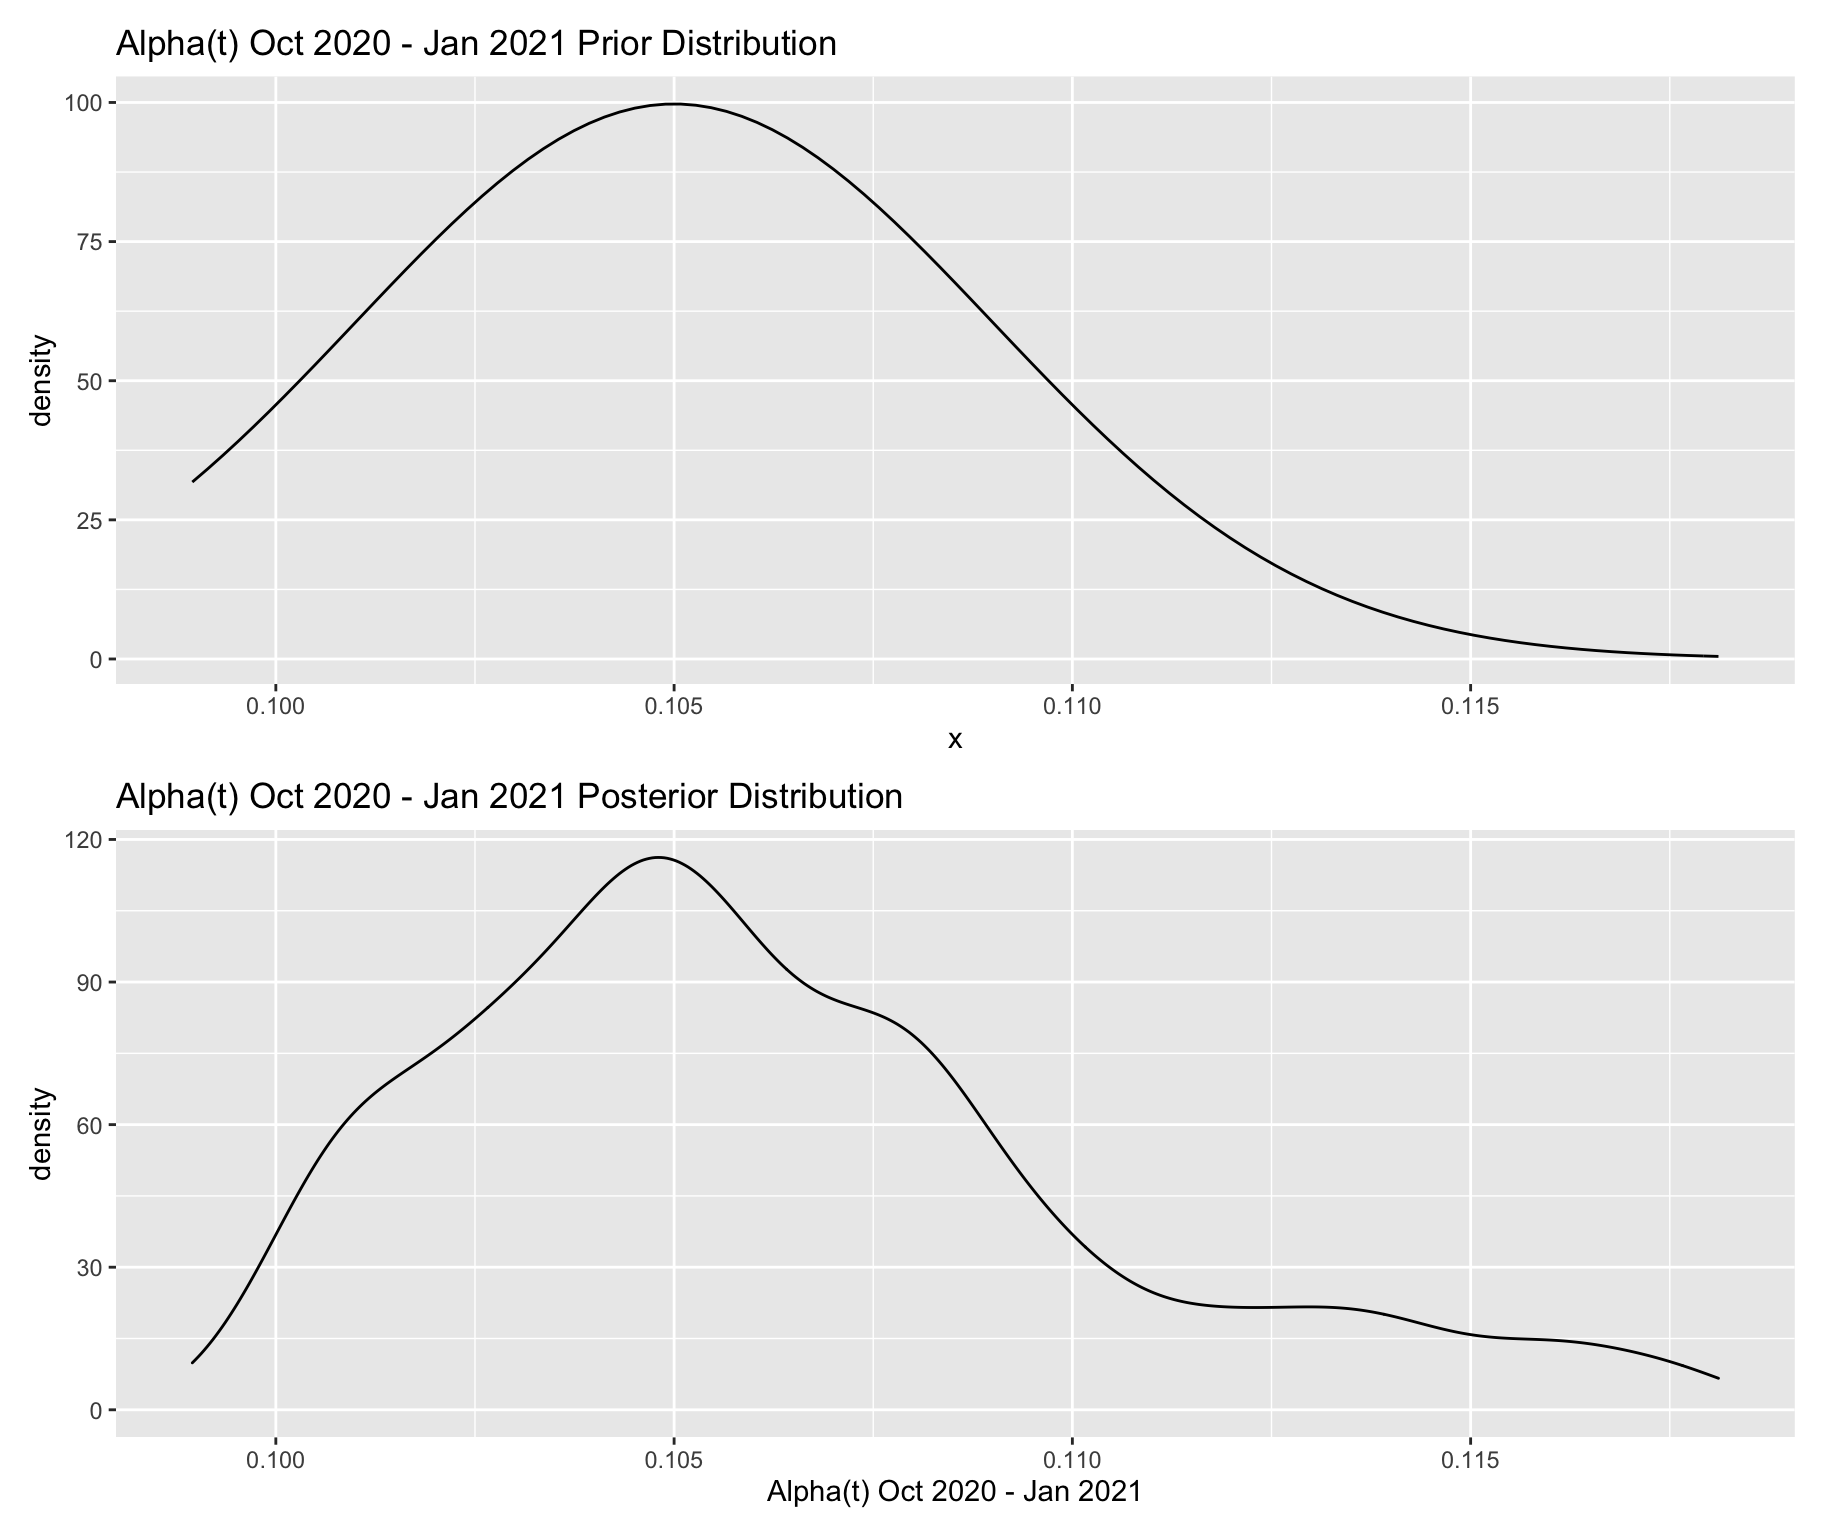 Alpha(t) Oct 2020 - Jan 2021 Prior Distribution
100
75
50
25
0
density
0.100 0.105 0.110 0.115
x
Alpha(t) Oct 2020 - Jan 2021 Posterior Distribution
120
90
60
30
0
density
0.100 0.105 0.110 0.115
Alpha(t) Oct 2020 - Jan 2021